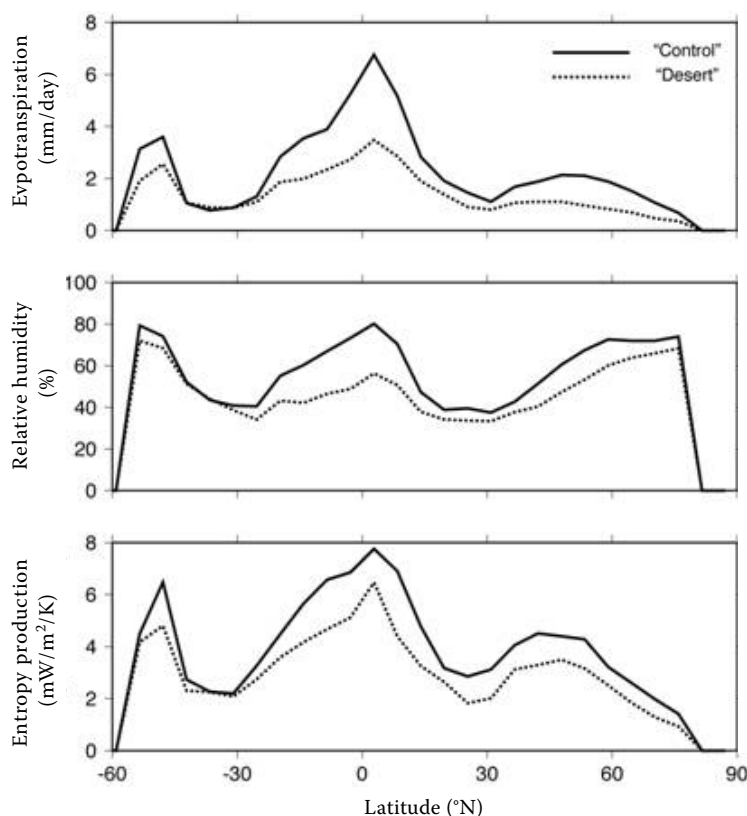 8
6
4
2
0
Evpotranspiration
(mm/day)
"Control"
"Desert"
100
80
60
40
20
0
Relative humidity
(%)
8
6
4
2
0
Entropy production
(mW/m²/K)
-60 -30 0 30 60 90
Latitude (°N)